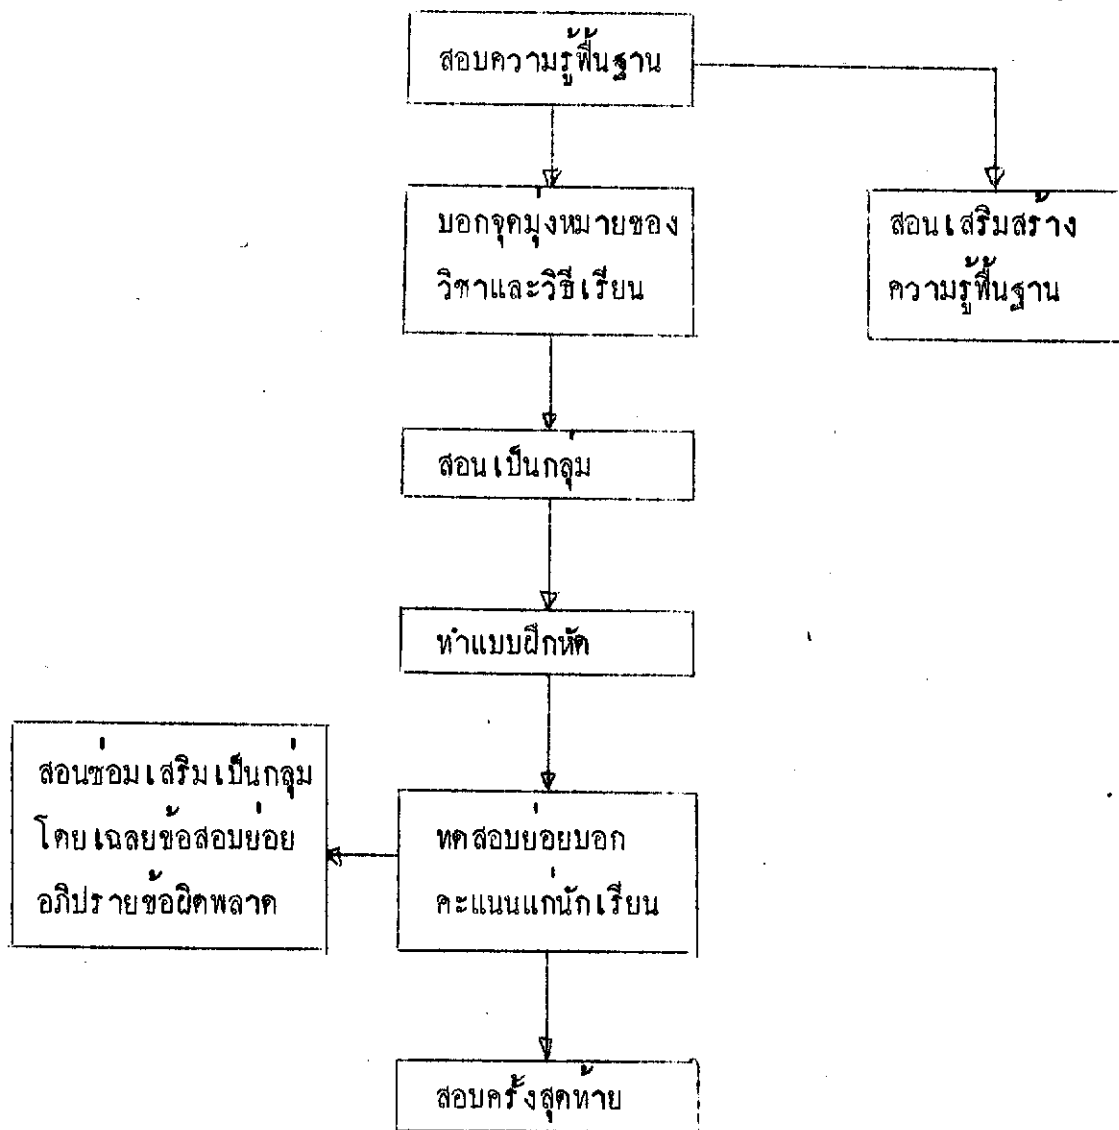 สอบความรู้พื้นฐาน
บอกจุดมุ่งหมายของ
วิชาและวิธีเรียน
สอนเสริมสร้าง
ความรู้พื้นฐาน
สอนเป็นกลุ่ม
ทำแบบฝึกหัด
สอนซ่อมเสริมเป็นกลุ่ม
โดยเฉลยข้อสอบย่อย
อภิปรายข้อผิดพลาด
ทดสอบย่อยบอก
คะแนนแก่นักเรียน
สอบครั้งสุดท้าย